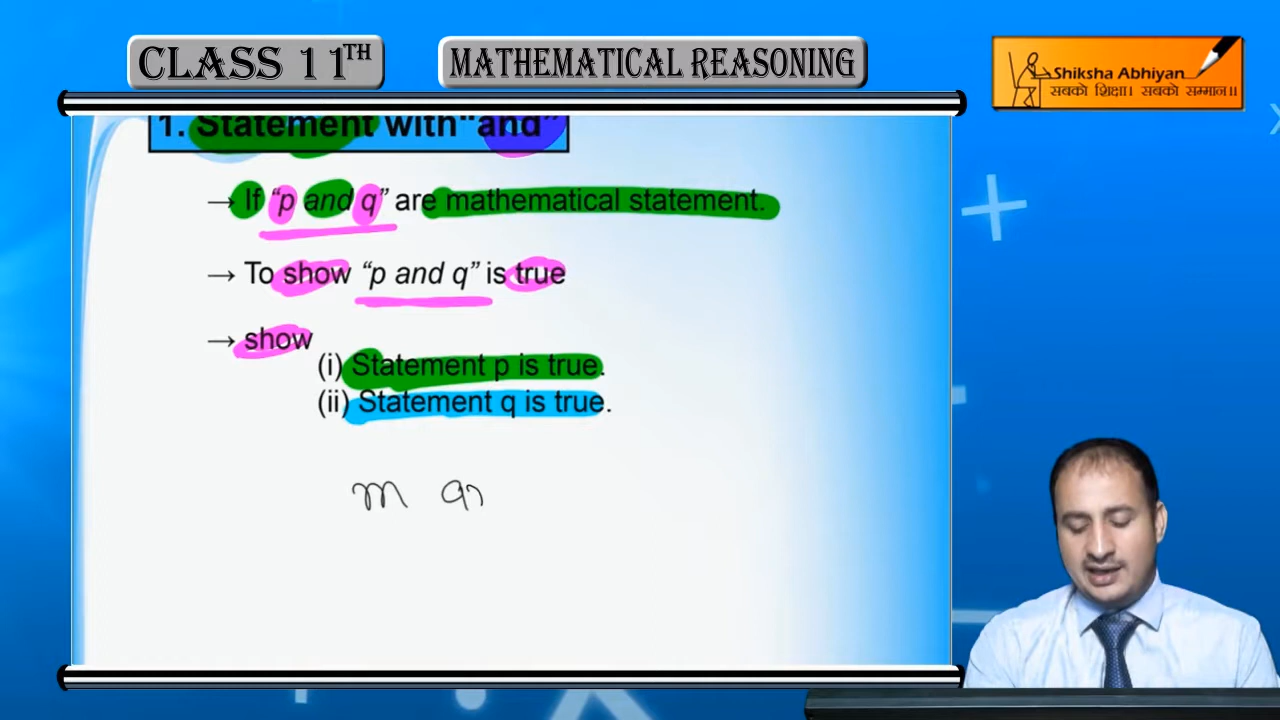 CLASS 11TH
MATHEMATICAL REASONING
Shiksha Abhiyan
सबको शिक्षा। सबको सम्मान॥
1. Statement with "and"
→ If “p and q” are mathematical statement.
→ To show “p and q” is true
→ show
(i) Statement p is true.
(ii) Statement q is true.
m